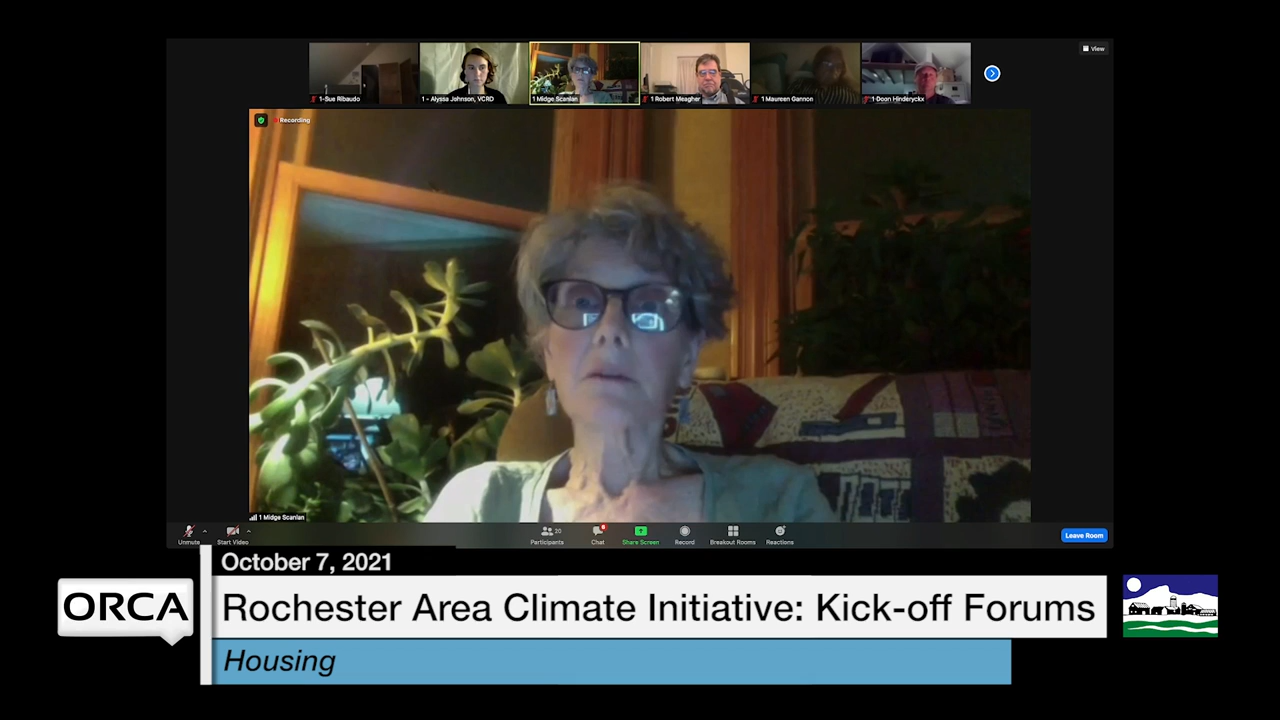 View
1-Sue Ribaudo
1 - Alyssa Johnson, VCRD
1 Midge Scanlan
1 Robert Meagher
1 Maureen Gannon
1 Doon Hinderyckx
Recording
1 Midge Scanlan
Unmute
Start Video
Participants
20
Chat
Share Screen
Record
Breakout Rooms
Reactions
Leave Room
October 7, 2021
ORCA
Rochester Area Climate Initiative: Kick-off Forums
Housing